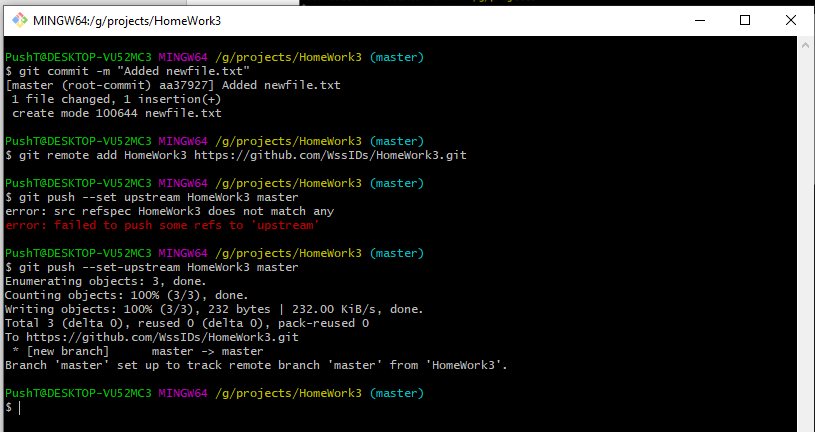 MINGW64:/g/projects/HomeWork3
PushT@DESKTOP-VU52MC3 MINGW64 /g/projects/HomeWork3 (master)
$ git commit -m "Added newfile.txt"
[master (root-commit) aa37927] Added newfile.txt
1 file changed, 1 insertion(+)
create mode 100644 newfile.txt
PushT@DESKTOP-VU52MC3 MINGW64 /g/projects/HomeWork3 (master)
$ git remote add HomeWork3 https://github.com/WssIDs/HomeWork3.git
PushT@DESKTOP-VU52MC3 MINGW64 /g/projects/HomeWork3 (master)
$ git push --set upstream HomeWork3 master
error: src refspec HomeWork3 does not match any
error: failed to push some refs to 'upstream'
PushT@DESKTOP-VU52MC3 MINGW64 /g/projects/HomeWork3 (master)
$ git push --set-upstream HomeWork3 master
Enumerating objects: 3, done.
Counting objects: 100% (3/3), done.
Writing objects: 100% (3/3), 232 bytes | 232.00 KiB/s, done.
Total 3 (delta 0), reused 0 (delta 0), pack-reused 0
To https://github.com/WssIDs/HomeWork3.git
* [new branch]      master -> master
Branch 'master' set up to track remote branch 'master' from 'HomeWork3'.
PushT@DESKTOP-VU52MC3 MINGW64 /g/projects/HomeWork3 (master)
$